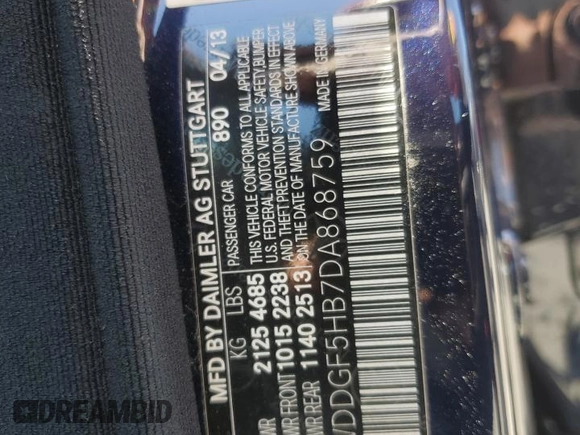 MFD BY DAIMLER AG STUTTGART
890 04/13
KG LBS PASSENGER CAR
2125 4685 THIS VEHICLE CONFORMS TO ALL APPLICABLE
U.S. FEDERAL MOTOR VEHICLE SAFETY, BUMPER
FRONT 1015 2238 AND THEFT PREVENTION STANDARDS IN EFFECT
REAR 1140 2513 ON THE DATE OF MANUFACTURE SHOWN ABOVE
MADE IN GERMANY
DDGF5HB7DA868759
DREAMBID